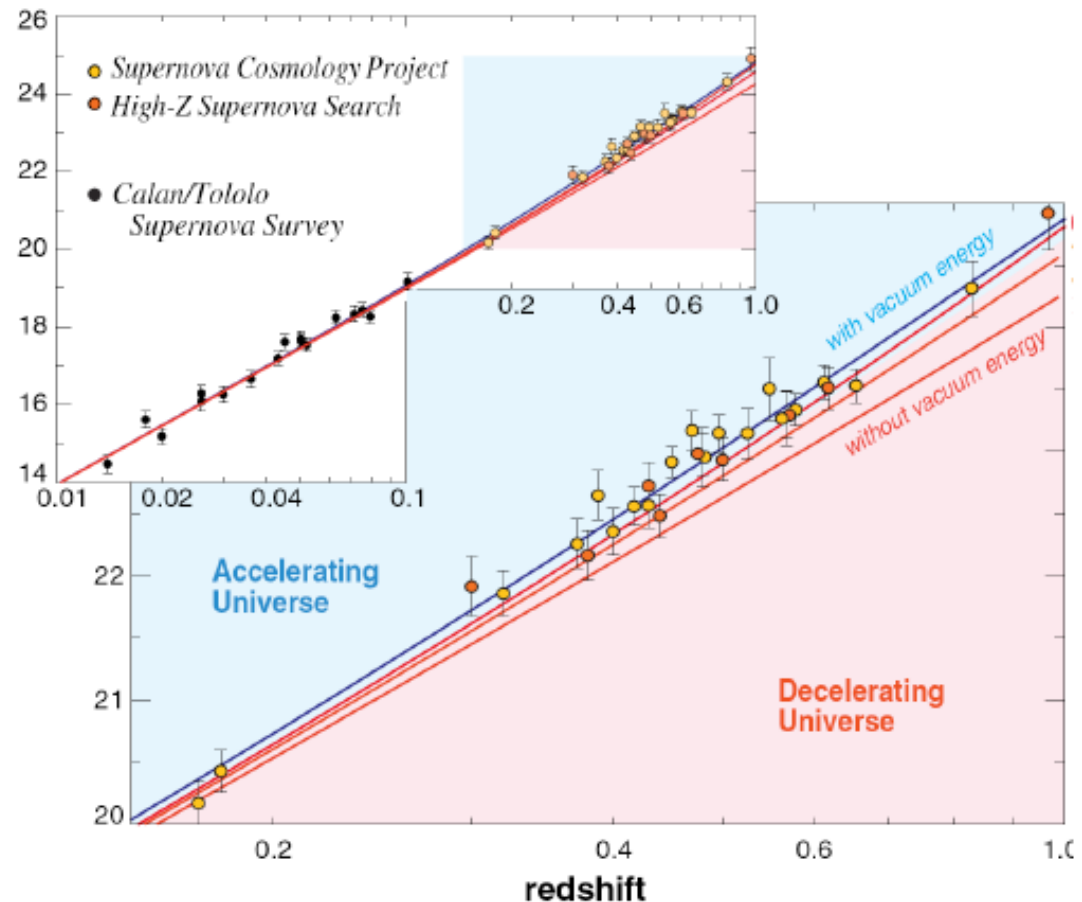 26
24
22
20
18
16
14
Supernova Cosmology Project
High-Z Supernova Search
Calan/Tololo
Supernova Survey
0.01
0.02
0.04
0.1
0.2
0.4
0.6
1.0
with vacuum energy
without vacuum energy
Accelerating
Universe
Decelerating
Universe
22
21
20
0.2
0.4
0.6
1.0
redshift